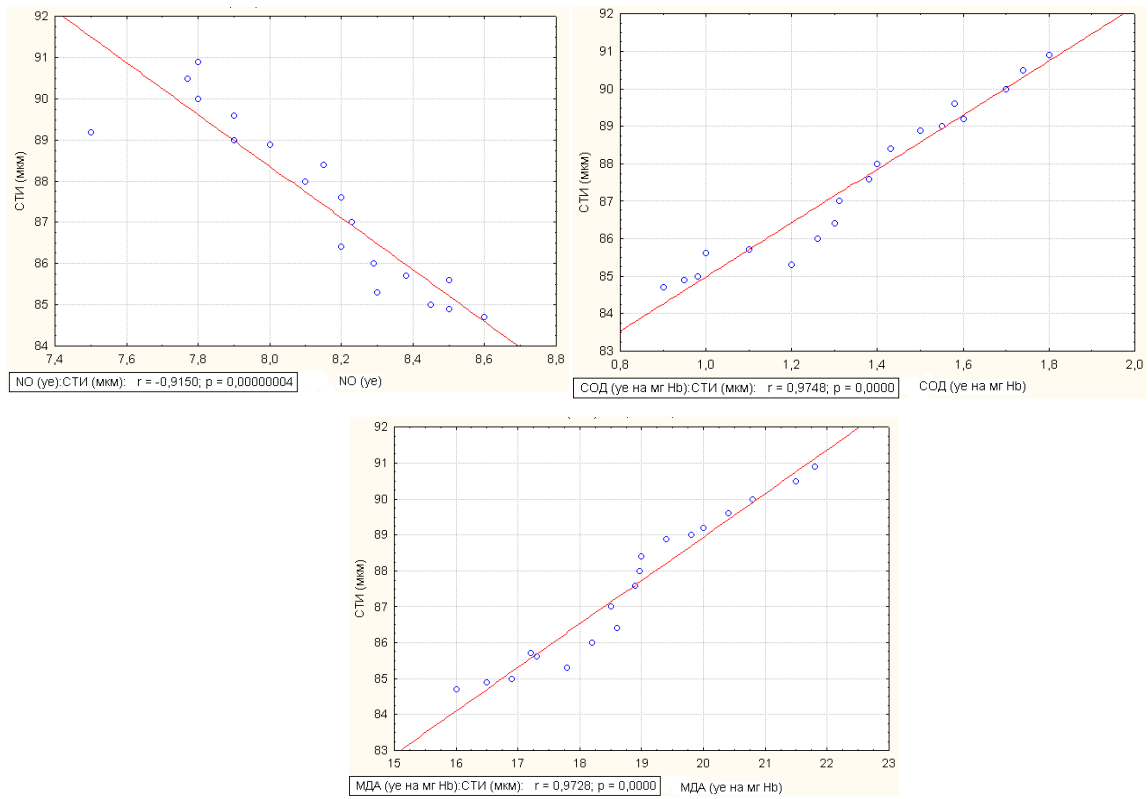 92
91
90
89
88
87
86
85
84
СТИ (мкм)
7,4 7,6 7,8 8,0 8,2 8,4 8,6 8,8
NO (уе):СТИ (мкм): r = -0,9150; p = 0,00000004
NO (уе)
92
91
90
89
88
87
86
85
84
83
СТИ (мкм)
0,8 1,0 1,2 1,4 1,6 1,8 2,0
СОД (уе на мг Hb):СТИ (мкм): r = 0,9748; p = 0,0000
СОД (уе на мг Hb)
92
91
90
89
88
87
86
85
84
83
СТИ (мкм)
15 16 17 18 19 20 21 22 23
МДА (уе на мг Hb):СТИ (мкм): r = 0,9728; p = 0,0000
МДА (уе на мг Hb)